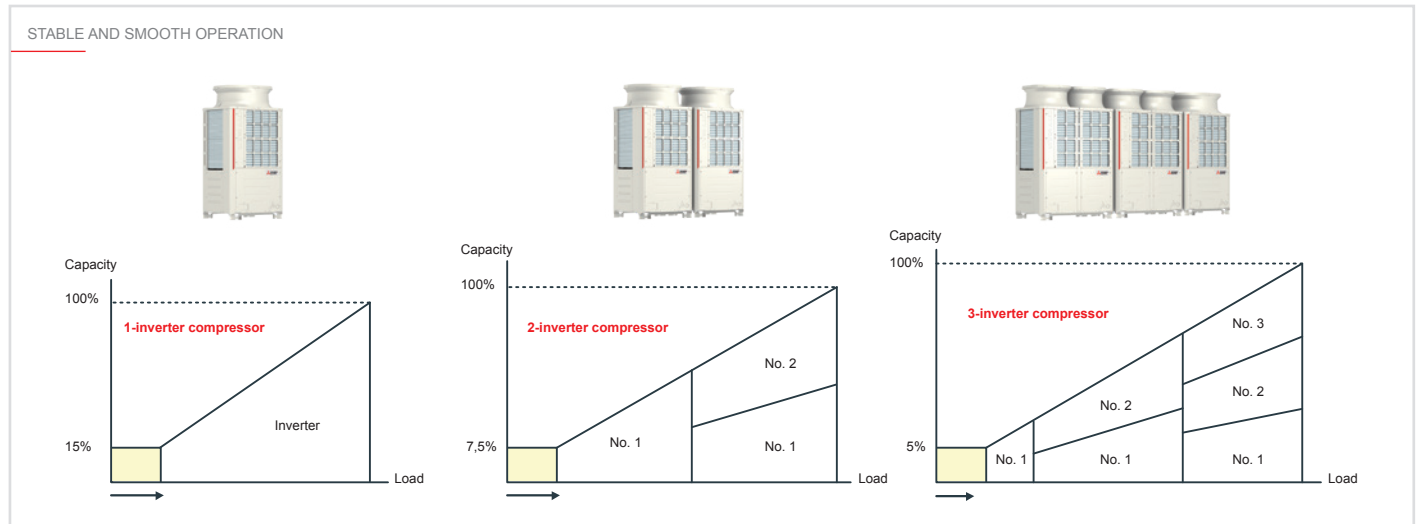 STABLE AND SMOOTH OPERATION
Capacity
100%
1-inverter compressor
Inverter
15%
Load
Capacity
100%
2-inverter compressor
No. 2
No. 1
No. 1
7,5%
Load
Capacity
100%
3-inverter compressor
No. 3
No. 2
No. 2
No. 1
No. 1
No. 1
5%
Load